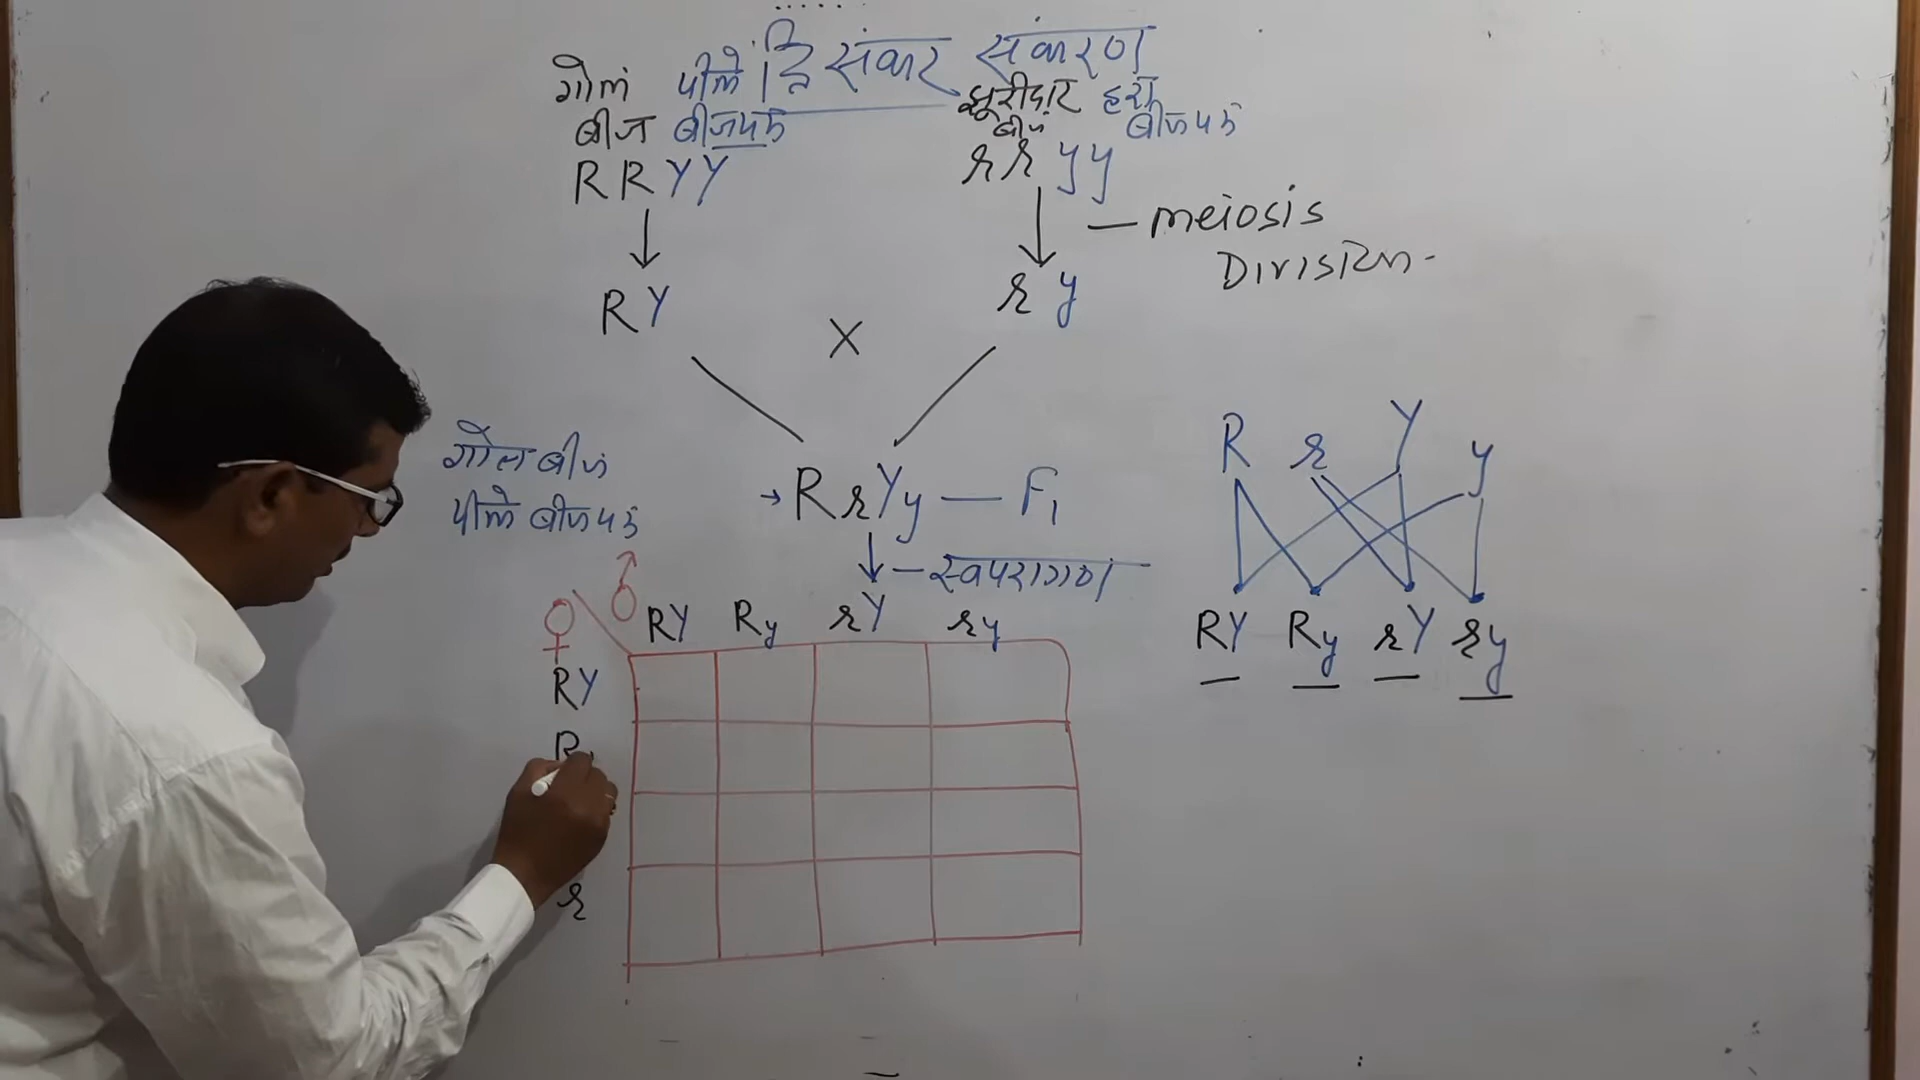 द्वि संकर संकरण
गोल पीले
बीज बीजपत्र
झूर्रीदार हरा
बीज बीजपत्र
RRYY
rryy
— meiosis
Division-
RY
X
ry
गोल बीज
पीले बीजपत्र
→ RrYy — F1
— स्वपरागण
R r Y y
RY Ry rY ry
♀ ♂
RY Ry rY ry
RY
R
r